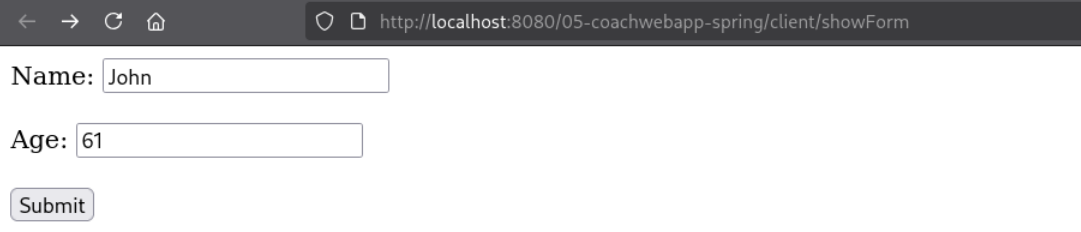 http://localhost:8080/05-coachwebapp-spring/client/showForm
Name: John
Age: 61
Submit